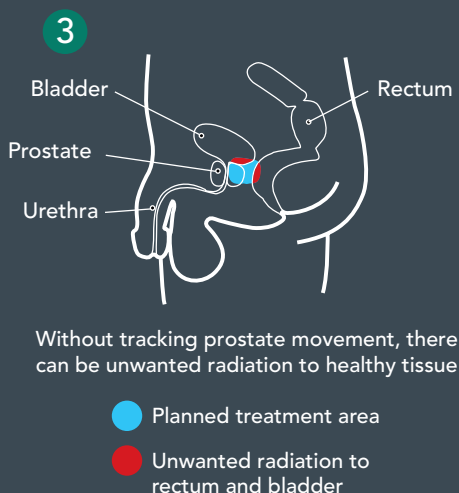 3
Bladder
Rectum
Prostate
Urethra
Without tracking prostate movement, there
can be unwanted radiation to healthy tissue
Planned treatment area
Unwanted radiation to
rectum and bladder